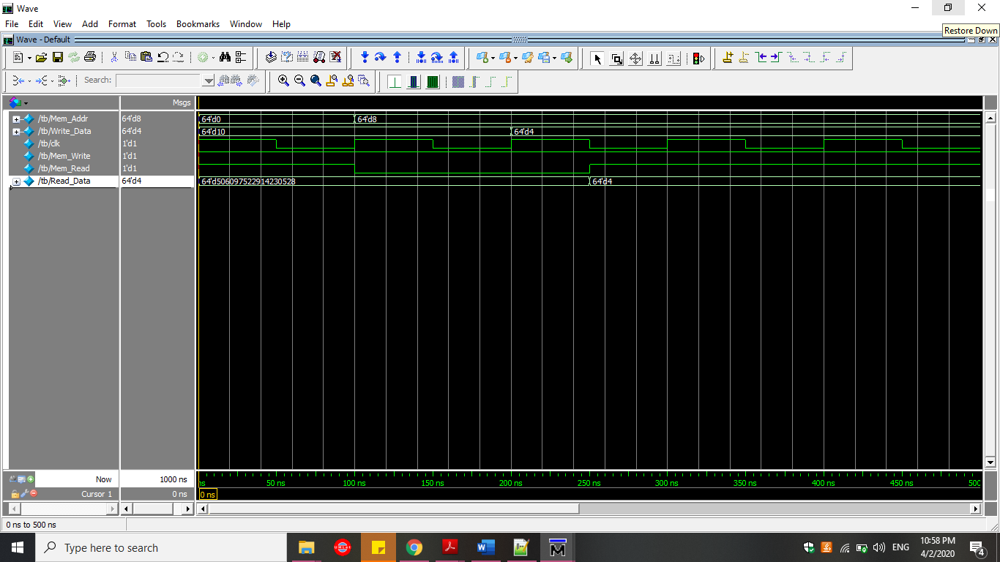 Wave
File Edit View Add Format Tools Bookmarks Window Help
Restore Down
Wave - Default
Search:
Msgs
/tb/Mem_Addr 64'd8 64'd0 64'd8
/tb/Write_Data 64'd4 64'd10 64'd4
/tb/clk 1'd1
/tb/Mem_Write 1'd1
/tb/Mem_Read 1'd1
/tb/Read_Data 64'd4 64'd506097522914230528 64'd4
Now 1000 ns ns 50 ns 100 ns 150 ns 200 ns 250 ns 300 ns 350 ns 400 ns 450 ns 500
Cursor 1 0 ns 0 ns
0 ns to 500 ns
Type here to search
ENG
10:58 PM
4/2/2020
4